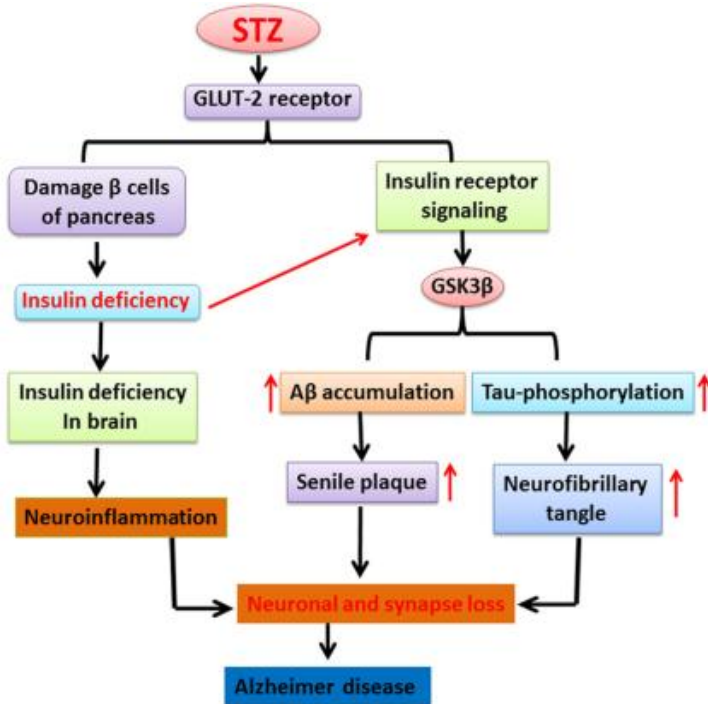 STZ
GLUT-2 receptor
Damage β cells
of pancreas
Insulin receptor
signaling
Insulin deficiency
GSK3β
Insulin deficiency
In brain
Aβ accumulation
Tau-phosphorylation
Senile plaque
Neurofibrillary
tangle
Neuroinflammation
Neuronal and synapse loss
Alzheimer disease